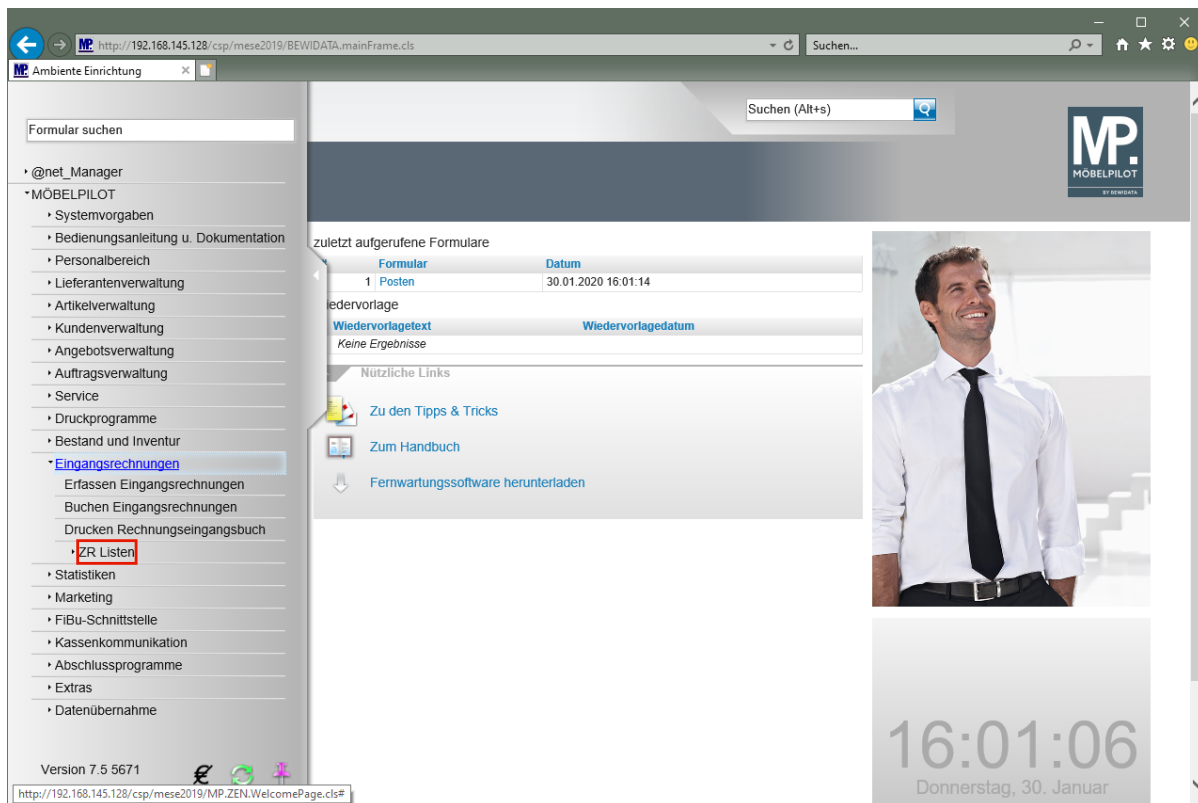 http://192.168.145.128/csp/mese2019/BEWIDATA.mainFrame.cls
Suchen...
Ambiente Einrichtung
Suchen (Alt+s)
Formular suchen
MP.
MÖBELPILOT
BY BEWIDATA
@net_Manager
MÖBELPILOT
Systemvorgaben
Bedienungsanleitung u. Dokumentation
Personalbereich
Lieferantenverwaltung
Artikelverwaltung
Kundenverwaltung
Angebotsverwaltung
Auftragsverwaltung
Service
Druckprogramme
Bestand und Inventur
Eingangsrechnungen
Erfassen Eingangsrechnungen
Buchen Eingangsrechnungen
Drucken Rechnungseingangsbuch
ZR Listen
Statistiken
Marketing
FiBu-Schnittstelle
Kassenkommunikation
Abschlussprogramme
Extras
Datenübernahme
Version 7.5 5671
http://192.168.145.128/csp/mese2019/MP.ZEN.WelcomePage.cls#
zuletzt aufgerufene Formulare
Formular Datum
1 Posten 30.01.2020 16:01:14
iedervorlage
Wiedervorlagetext Wiedervorlagedatum
Keine Ergebnisse
Nützliche Links
Zu den Tipps & Tricks
Zum Handbuch
Fernwartungssoftware herunterladen
16:01:06
Donnerstag, 30. Januar